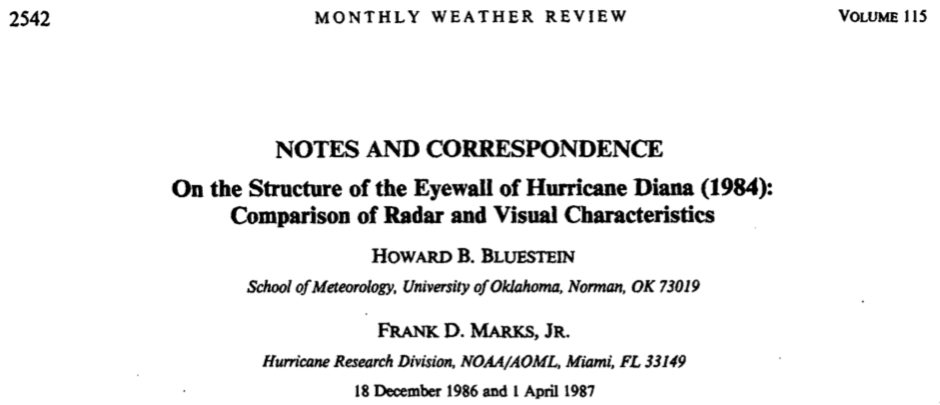 2542
MONTHLY WEATHER REVIEW
VOLUME 115
NOTES AND CORRESPONDENCE
On the Structure of the Eyewall of Hurricane Diana (1984):
Comparison of Radar and Visual Characteristics
HOWARD B. BLUESTEIN
School of Meteorology, University of Oklahoma, Norman, OK 73019
FRANK D. MARKS, JR.
Hurricane Research Division, NOAA/AOML, Miami, FL 33149
18 December 1986 and 1 April 1987